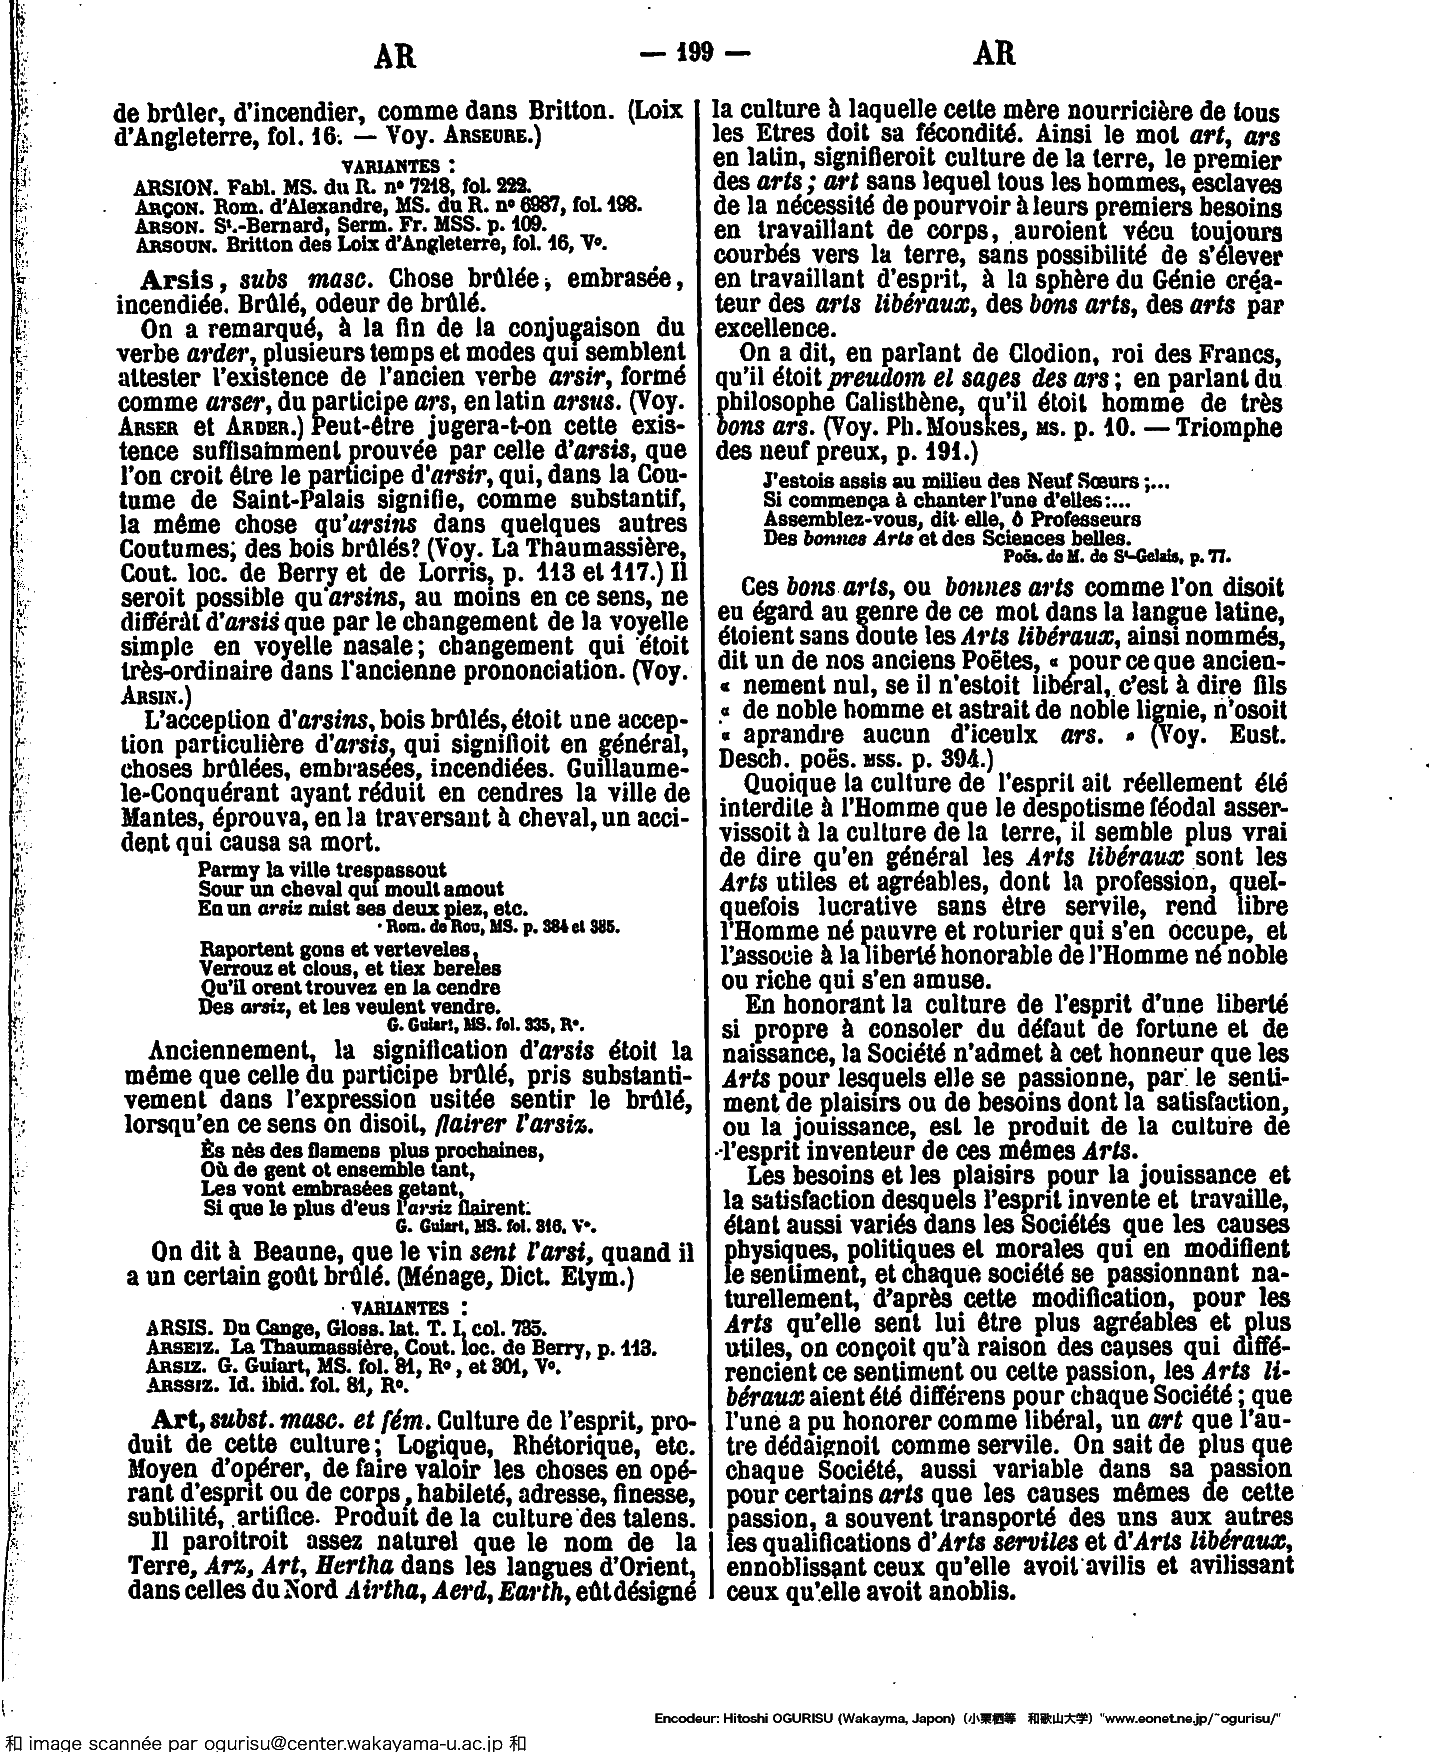 AR — 199 — AR
de brûler, d'incendier, comme dans Britton. (Loix
d'Angleterre, fol. 16. — Voy. ARSEURE.)
VARIANTES :
ARSION. Fabl. MS. du R. nº 7218, fol. 222.
ARÇON. Rom. d'Alexandre, MS. du R. nº 6987, fol. 198.
ARSON. St.-Bernard, Serm. Fr. MSS. p. 109.
ARSOUN. Britton des Loix d'Angleterre, fol. 16, Vº.
Arsis, subs masc. Chose brûlée, embrasée,
incendiée. Brûlé, odeur de brûlé.
On a remarqué, à la fin de la conjugaison du
verbe arder, plusieurs temps et modes qui semblent
attester l'existence de l'ancien verbe arsir, formé
comme arser, du participe ars, en latin arsus. (Voy.
ARSER et ARDER.) Peut-être jugera-t-on cette exis-
tence suffisamment prouvée par celle d'arsis, que
l'on croit être le participe d'arsir, qui, dans la Cou-
tume de Saint-Palais signifie, comme substantif,
la même chose qu'arsins dans quelques autres
Coutumes; des bois brûlés? (Voy. La Thaumassière,
Cout. loc. de Berry et de Lorris, p. 113 et 117.) Il
seroit possible qu'arsins, au moins en ce sens, ne
différât d'arsis que par le changement de la voyelle
simple en voyelle nasale; changement qui étoit
très-ordinaire dans l'ancienne prononciation. (Voy.
ARSIN.)
L'acception d'arsins, bois brûlés, étoit une accep-
tion particulière d'arsis, qui signifioit en général,
choses brûlées, embrasées, incendiées. Guillaume-
le-Conquérant ayant réduit en cendres la ville de
Mantes, éprouva, en la traversant à cheval, un acci-
dent qui causa sa mort.
Parmy la ville trespassout
Sour un cheval qui moult amout
En un arsiz mist ses deux piez, etc.
Rom. de Rou, MS. p. 384 et 385.
Raportent gons et verteveles,
Verrouz et clous, et tiex bereles
Qu'il orent trouvez en la cendre
Des arsiz, et les veulent vendre.
G. Guiart, MS. fol. 335, Rº.
Anciennement, la signification d'arsis étoit la
même que celle du participe brûlé, pris substanti-
vement dans l'expression usitée sentir le brûlé,
lorsqu'en ce sens on disoit, flairer l'arsiz.
Ès nès des flamens plus prochaines,
Où de gent ot ensemble tant,
Les vont embrasées getant,
Si que le plus d'eus l'arsiz flairent.
G. Guiart, MS. fol. 316, Vº.
On dit à Beaune, que le vin sent l'arsi, quand il
a un certain goût brûlé. (Ménage, Dict. Etym.)
VARIANTES :
ARSIS. Du Cange, Gloss. lat. T. I, col. 735.
ARSEIZ. La Thaumassière, Cout. loc. de Berry, p. 113.
ARSIZ. G. Guiart, MS. fol. 81, Rº, et 301, Vº.
ARSSIZ. Id. ibid. fol. 81, Rº.
Art, subst. masc. et fém. Culture de l'esprit, pro-
duit de cette culture; Logique, Rhétorique, etc.
Moyen d'opérer, de faire valoir les choses en opé-
rant d'esprit ou de corps, habileté, adresse, finesse,
subtilité, artifice. Produit de la culture des talens.
Il paroitroit assez naturel que le nom de la
Terre, Arz, Art, Hertha dans les langues d'Orient,
dans celles du Nord Airtha, Aerd, Earth, eût désigné
la culture à laquelle cette mère nourricière de tous
les Etres doit sa fécondité. Ainsi le mot art, ars
en latin, signifieroit culture de la terre, le premier
des arts; art sans lequel tous les hommes, esclaves
de la nécessité de pourvoir à leurs premiers besoins
en travaillant de corps, auroient vécu toujours
courbés vers la terre, sans possibilité de s'élever
en travaillant d'esprit, à la sphère du Génie créa-
teur des arts libéraux, des bons arts, des arts par
excellence.
On a dit, en parlant de Clodion, roi des Francs,
qu'il étoit preudom el sages des ars; en parlant du
philosophe Calisthène, qu'il étoit homme de très
bons ars. (Voy. Ph. Mouskes, MS. p. 10. — Triomphe
des neuf preux, p. 191.)
J'estois assis au milieu des Neuf Sœurs;...
Si commença à chanter l'une d'elles:...
Assemblez-vous, dit elle, ô Professeurs
Des bonnes Arts et des Sciences belles.
Poës. de M. de St-Gelais, p. 77.
Ces bons arts, ou bonnes arts comme l'on disoit
eu égard au genre de ce mot dans la langue latine,
étoient sans doute les Arts libéraux, ainsi nommés,
dit un de nos anciens Poëtes, « pour ce que ancien-
« nement nul, se il n'estoit libéral, c'est à dire fils
« de noble homme et astrait de noble lignie, n'osoit
« aprandre aucun d'iceulx ars. » (Voy. Eust.
Desch. poës. MSS. p. 394.)
Quoique la culture de l'esprit ait réellement été
interdite à l'Homme que le despotisme féodal asser-
vissoit à la culture de la terre, il semble plus vrai
de dire qu'en général les Arts libéraux sont les
Arts utiles et agréables, dont la profession, quel-
quefois lucrative sans être servile, rend libre
l'Homme né pauvre et roturier qui s'en occupe, et
l'associe à la liberté honorable de l'Homme né noble
ou riche qui s'en amuse.
En honorant la culture de l'esprit d'une liberté
si propre à consoler du défaut de fortune et de
naissance, la Société n'admet à cet honneur que les
Arts pour lesquels elle se passionne, par le senti-
ment de plaisirs ou de besoins dont la satisfaction,
ou la jouissance, est le produit de la culture de
l'esprit inventeur de ces mêmes Arts.
Les besoins et les plaisirs pour la jouissance et
la satisfaction desquels l'esprit invente et travaille,
étant aussi variés dans les Sociétés que les causes
physiques, politiques et morales qui en modifient
le sentiment, et chaque société se passionnant na-
turellement, d'après cette modification, pour les
Arts qu'elle sent lui être plus agréables et plus
utiles, on conçoit qu'à raison des causes qui diffé-
rencient ce sentiment ou cette passion, les Arts li-
béraux aient été différens pour chaque Société; que
l'une a pu honorer comme libéral, un art que l'au-
tre dédaignoit comme servile. On sait de plus que
chaque Société, aussi variable dans sa passion
pour certains arts que les causes mêmes de cette
passion, a souvent transporté des uns aux autres
les qualifications d'Arts serviles et d'Arts libéraux,
ennoblissant ceux qu'elle avoit avilis et avilissant
ceux qu'elle avoit anoblis.
Encodeur: Hitoshi OGURISU (Wakayma, Japon) (小栗栖等 和歌山大学) "www.eonet.ne.jp/~ogurisu/"
和 image scannée par ogurisu@center.wakayama-u.ac.jp 和